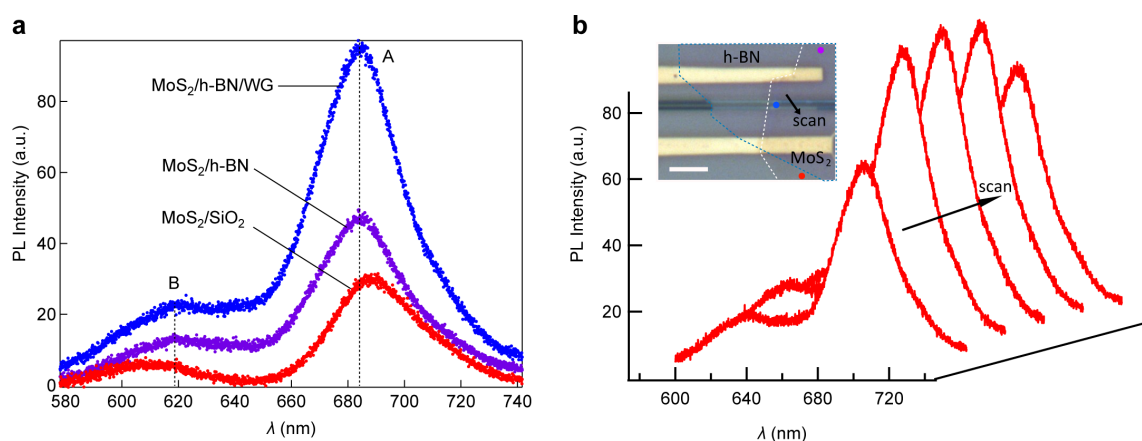 a
PL Intensity (a.u.)
80
60
40
20
0
MoS₂/h-BN/WG
MoS₂/h-BN
MoS₂/SiO₂
A
B
580 600 620 640 660 680 700 720 740
λ (nm)
b
PL Intensity (a.u.)
80
60
40
20
h-BN
scan
MoS₂
scan
600 640 680 720
λ (nm)